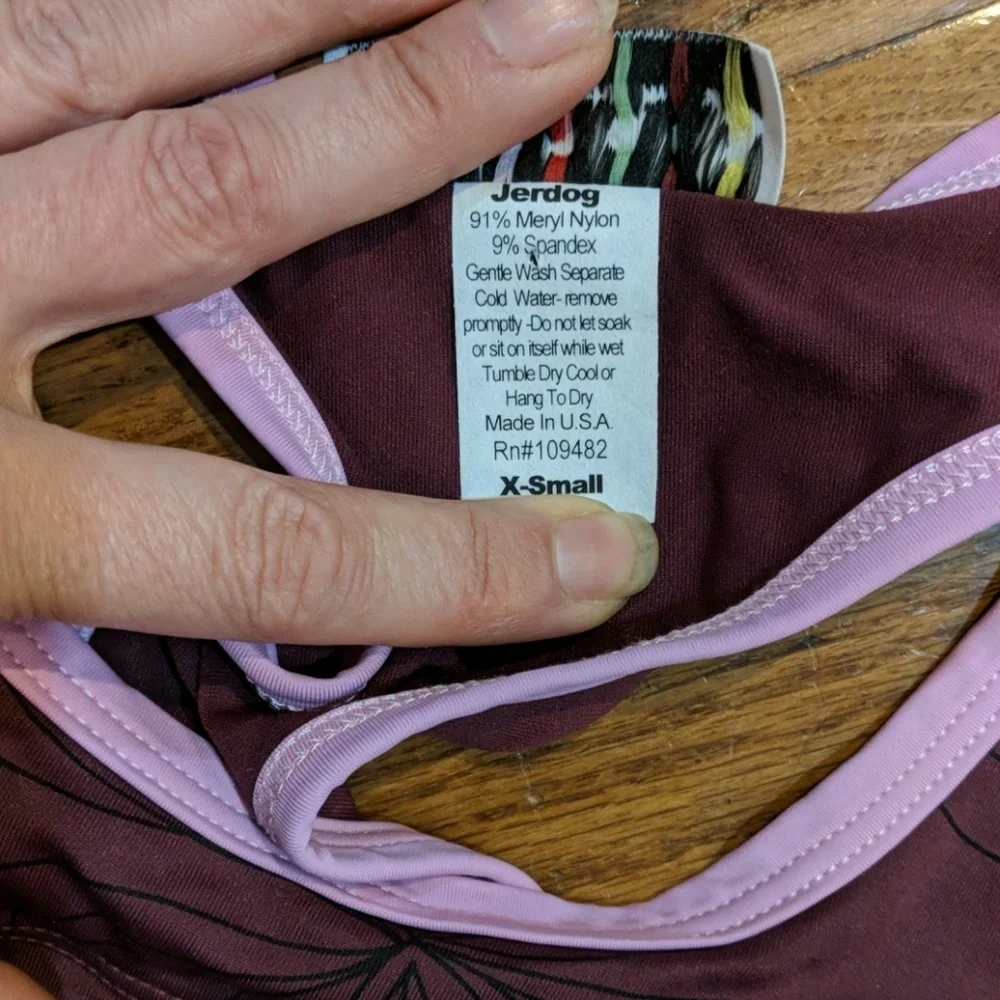 Jerdog
91% Meryl Nylon
9% Spandex
Gentle Wash Separate
Cold Water- remove
promptly -Do not let soak
or sit on itself while wet
Tumble Dry Cool or
Hang To Dry
Made In U.S.A.
Rn#109482
X-Small